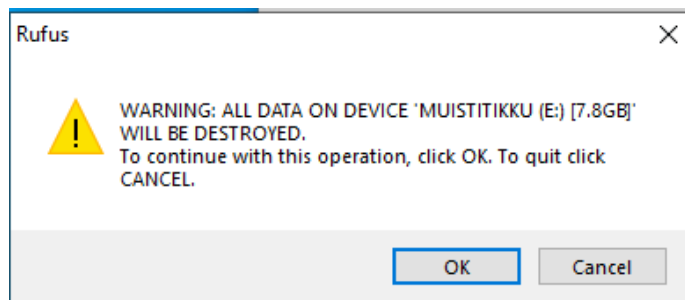 Rufus
WARNING: ALL DATA ON DEVICE 'MUISTITIKKU (E:) [7.8GB]'
WILL BE DESTROYED.
To continue with this operation, click OK. To quit click
CANCEL.
OK
Cancel